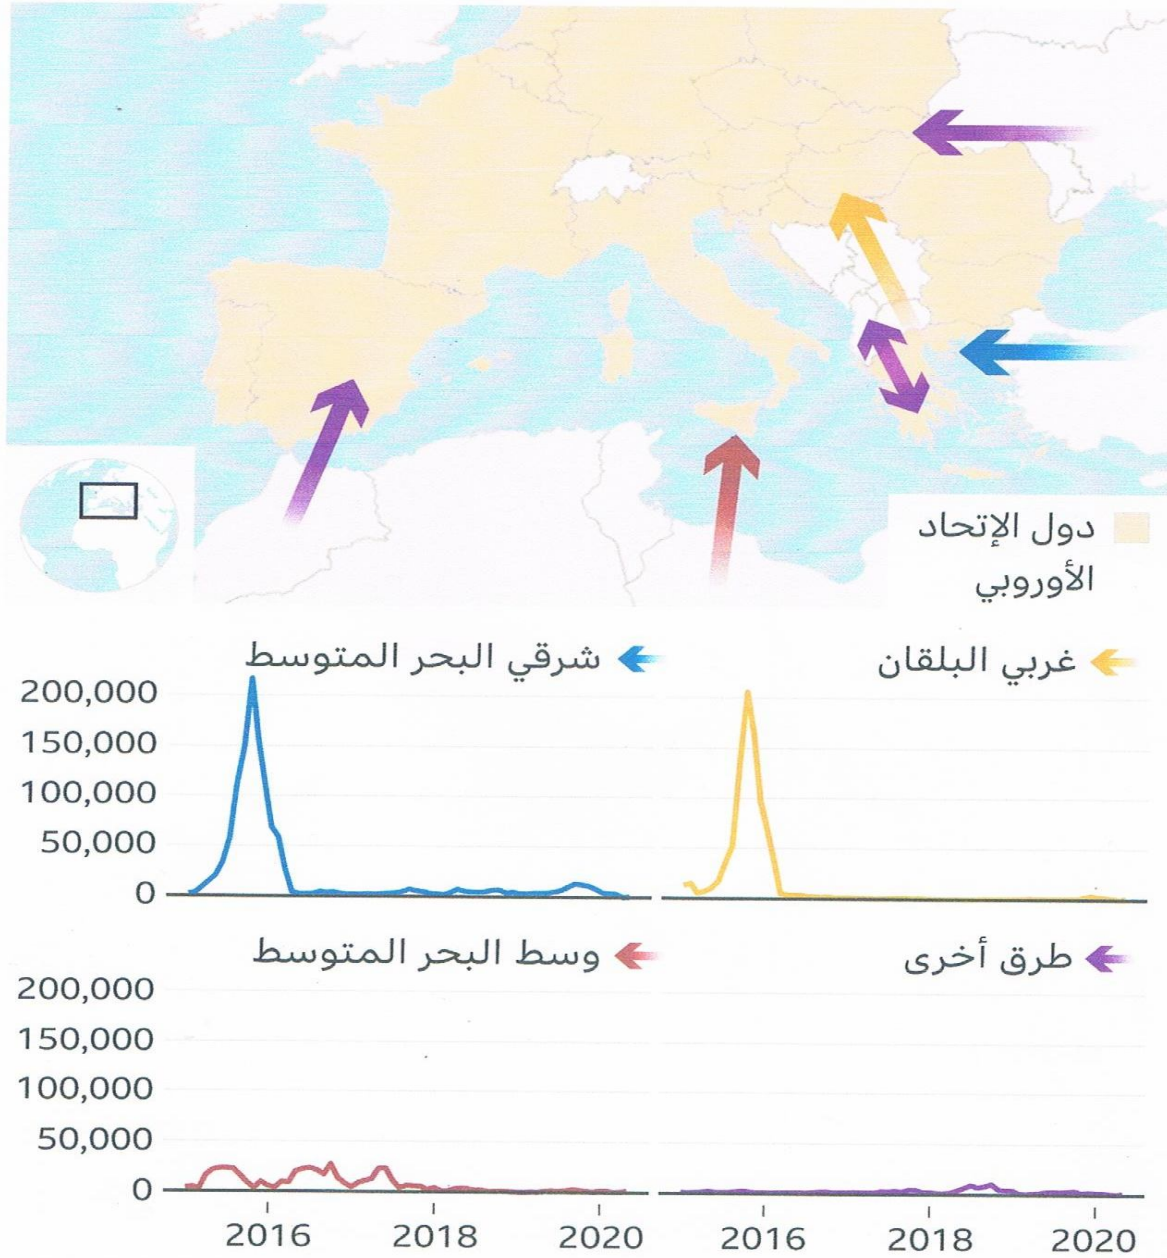 دول الإتحاد
الأوروبي
غربي البلقان
شرقي البحر المتوسط
200,000
150,000
100,000
50,000
0
طرق أخرى
وسط البحر المتوسط
200,000
150,000
100,000
50,000
0
2016 2018 2020 2016 2018 2020